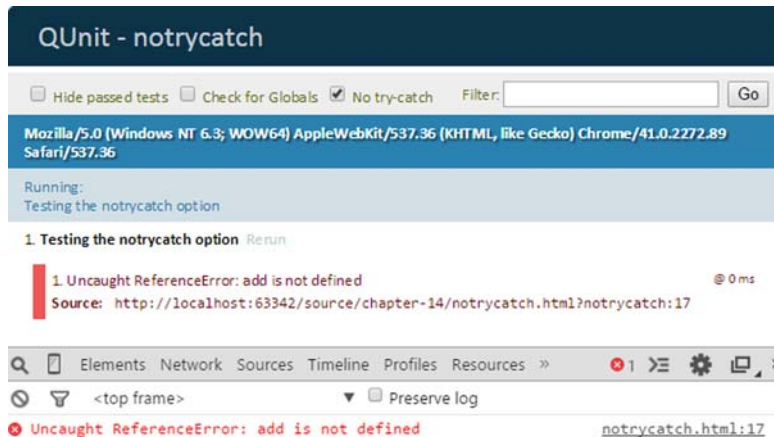 QUnit - notrycatch
Hide passed tests Check for Globals No try-catch Filter: Go
Mozilla/5.0 (Windows NT 6.3; WOW64) AppleWebKit/537.36 (KHTML, like Gecko) Chrome/41.0.2272.89
Safari/537.36
Running:
Testing the notrycatch option
1. Testing the notrycatch option Rerun
1. Uncaught ReferenceError: add is not defined @ 0 ms
Source: http://localhost:63342/source/chapter-14/notrycatch.html?notrycatch:17
Elements Network Sources Timeline Profiles Resources » 1
<top frame> ▼ Preserve log
Uncaught ReferenceError: add is not defined notrycatch.html:17